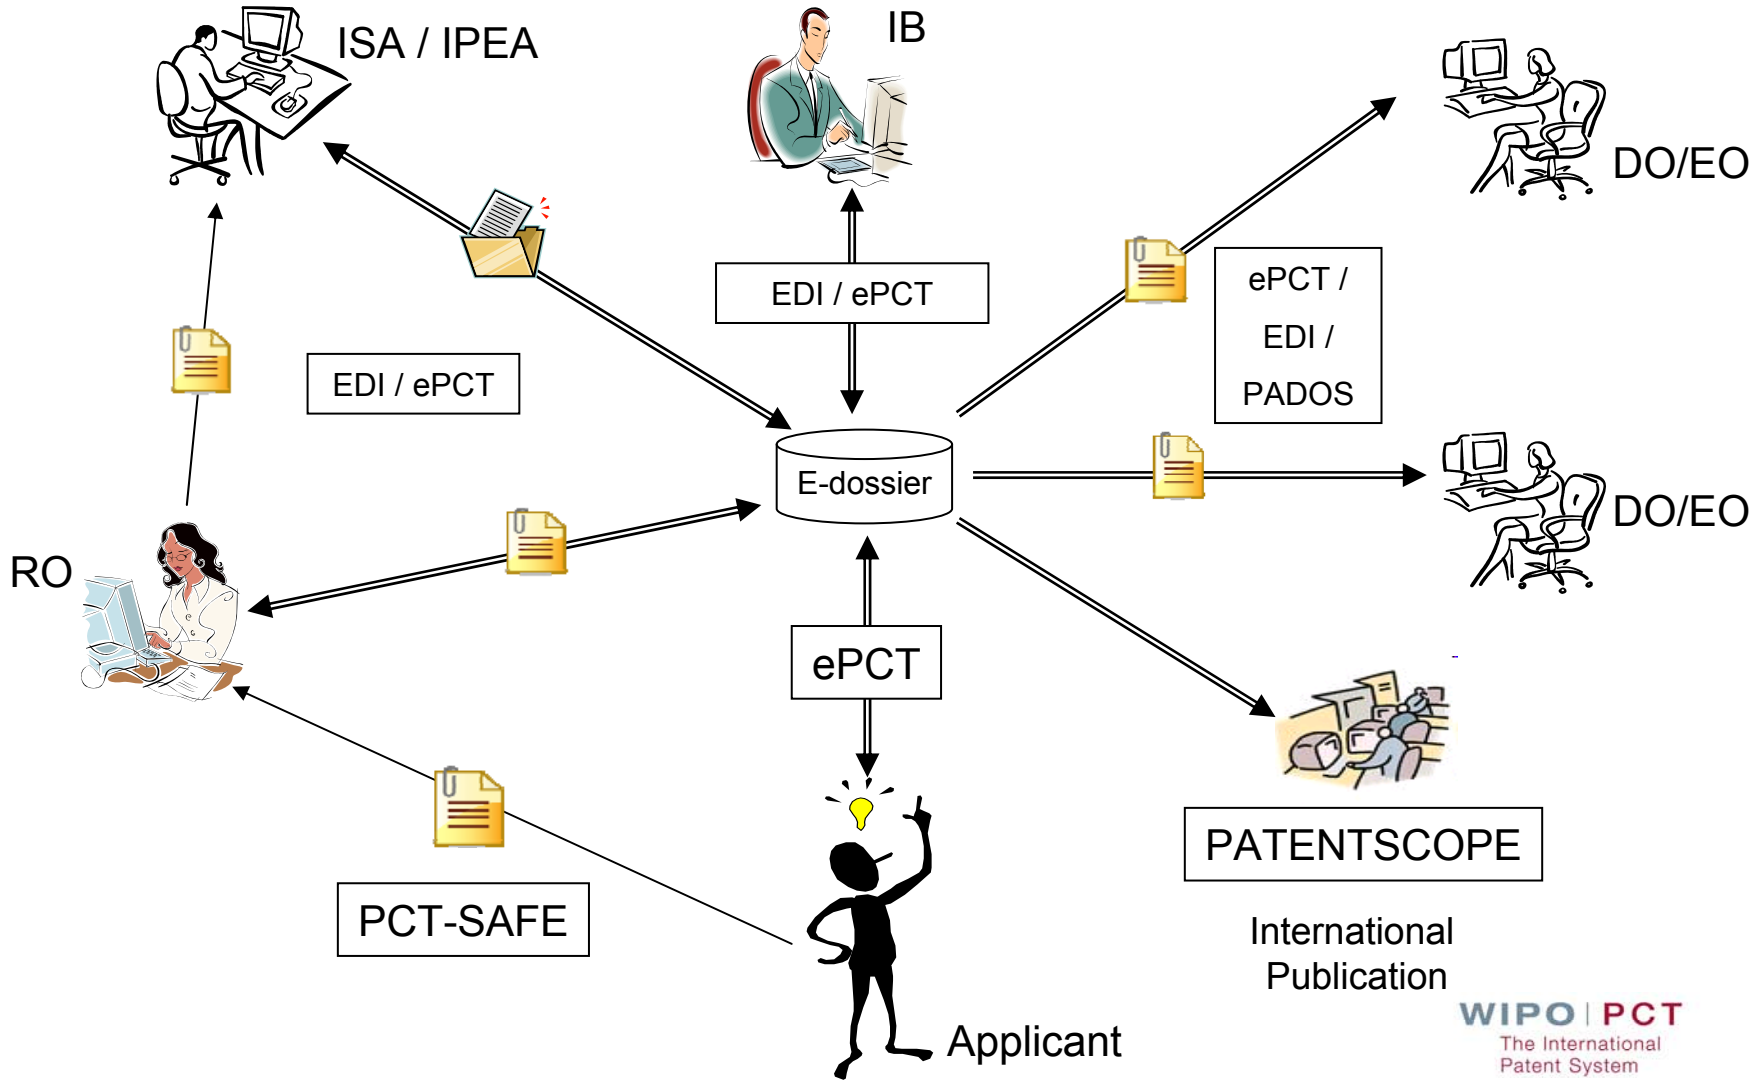 ISA / IPEA
IB
DO/EO
EDI / ePCT
ePCT /
EDI /
PADOS
EDI / ePCT
E-dossier
DO/EO
RO
ePCT
PATENTSCOPE
PCT-SAFE
International
Publication
Applicant
WIPO | PCT
The International
Patent System